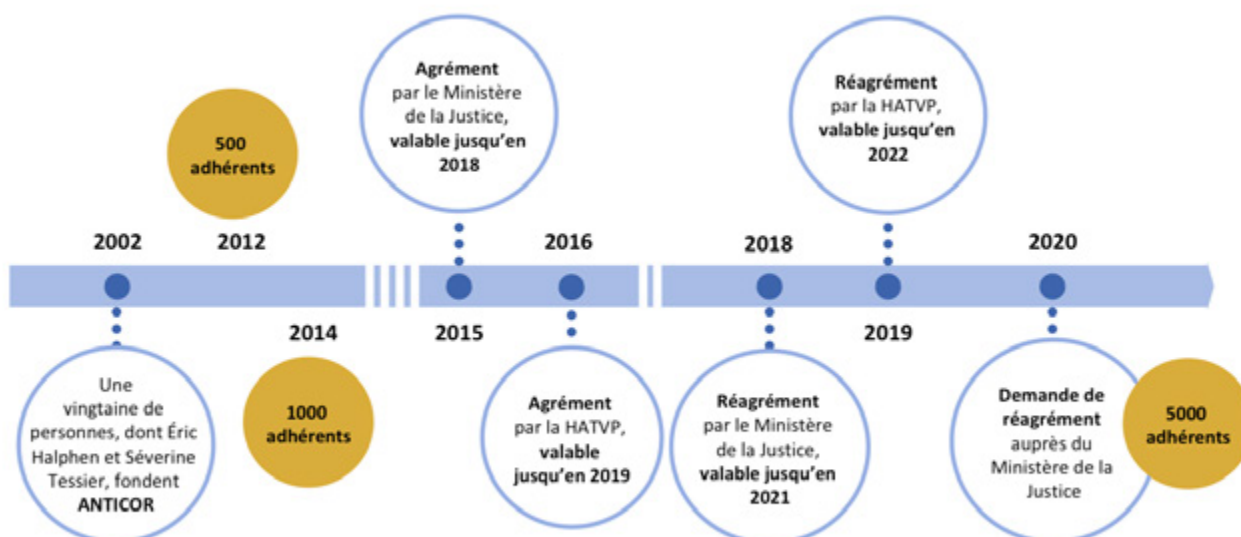 500
adhérents
Agrément
par le Ministère
de la Justice,
valable jusqu'en
2018
Réagrément
par la HATVP,
valable jusqu'en
2022
2002
2012
2016
2018
2020
2014
2015
2019
Une
vingtaine de
personnes, dont Éric
Halphen et Séverine
Tessier, fondent
ANTICOR
1000
adhérents
Agrément
par la HATVP,
valable
jusqu'en 2019
Réagrément
par le Ministère
de la Justice,
valable jusqu'en
2021
Demande de
réagrément
auprès du
Ministère de la
Justice
5000
adhérents